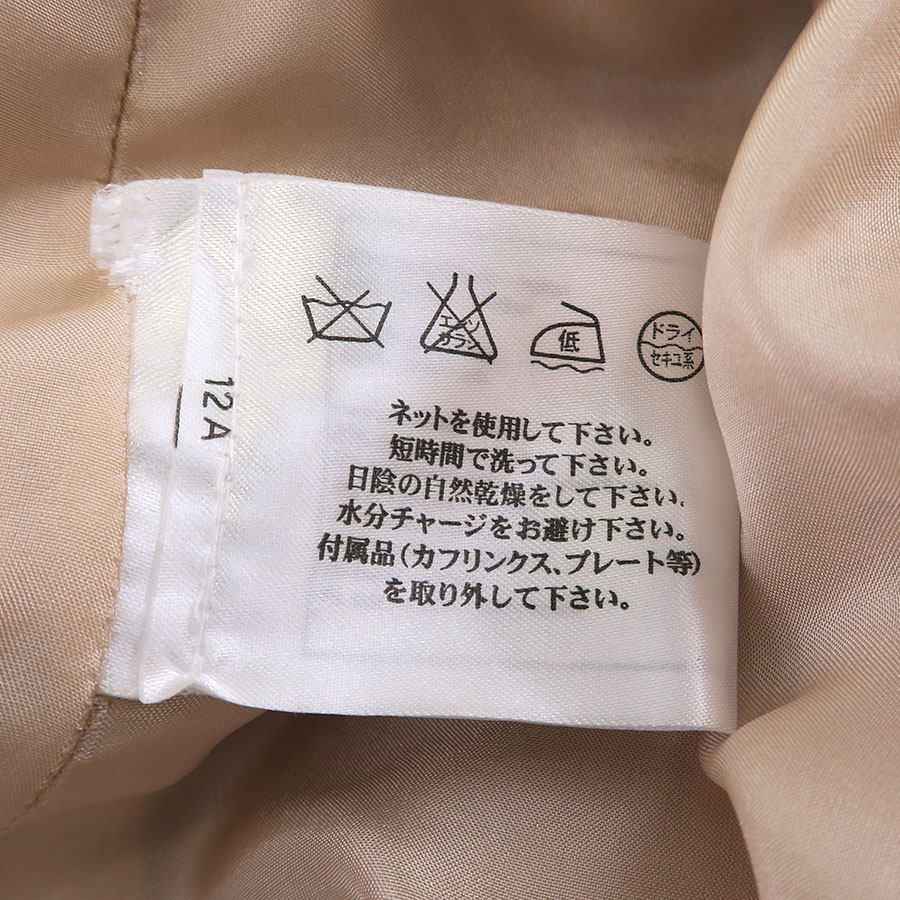 エンソ
サラシ
低
ドライ
セキユ系
12A
ネットを使用して下さい。
短時間で洗って下さい。
日陰の自然乾燥をして下さい.
水分チャージをお避け下さい。
付属品(カフリンクス、プレート等)
を取り外して下さい。